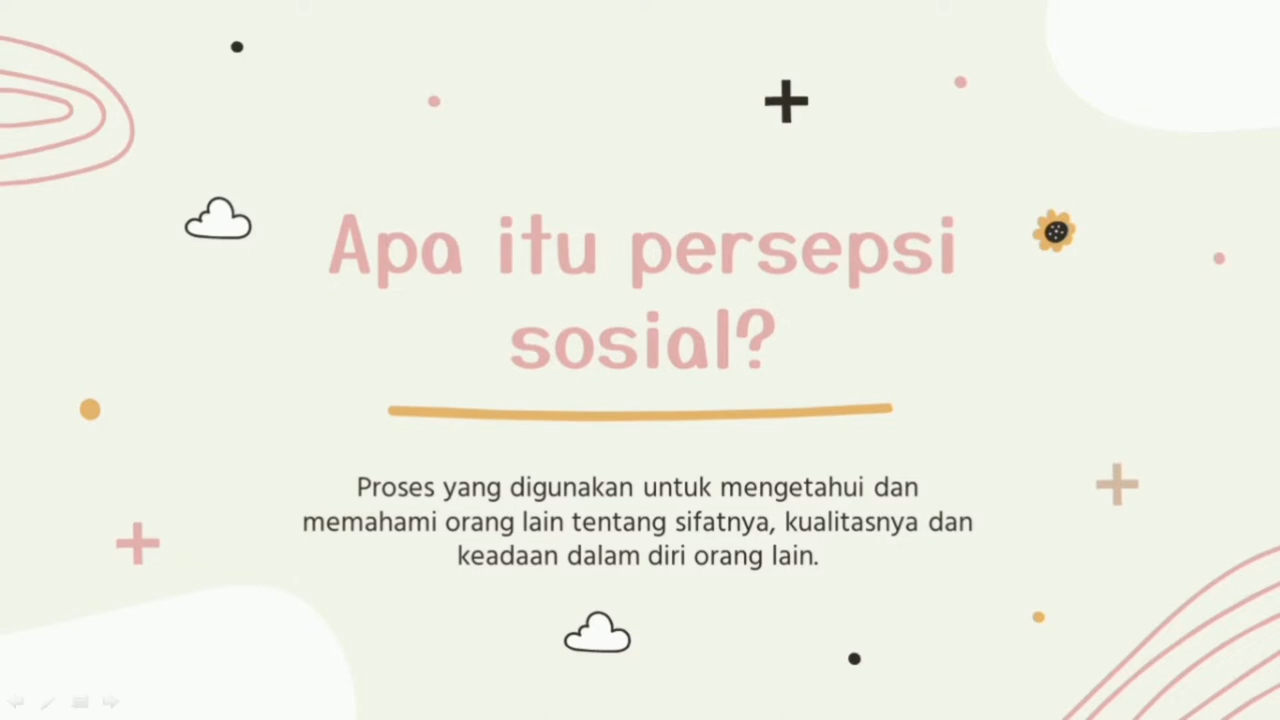 Apa itu persepsi
sosial?
Proses yang digunakan untuk mengetahui dan
memahami orang lain tentang sifatnya, kualitasnya dan
keadaan dalam diri orang lain.